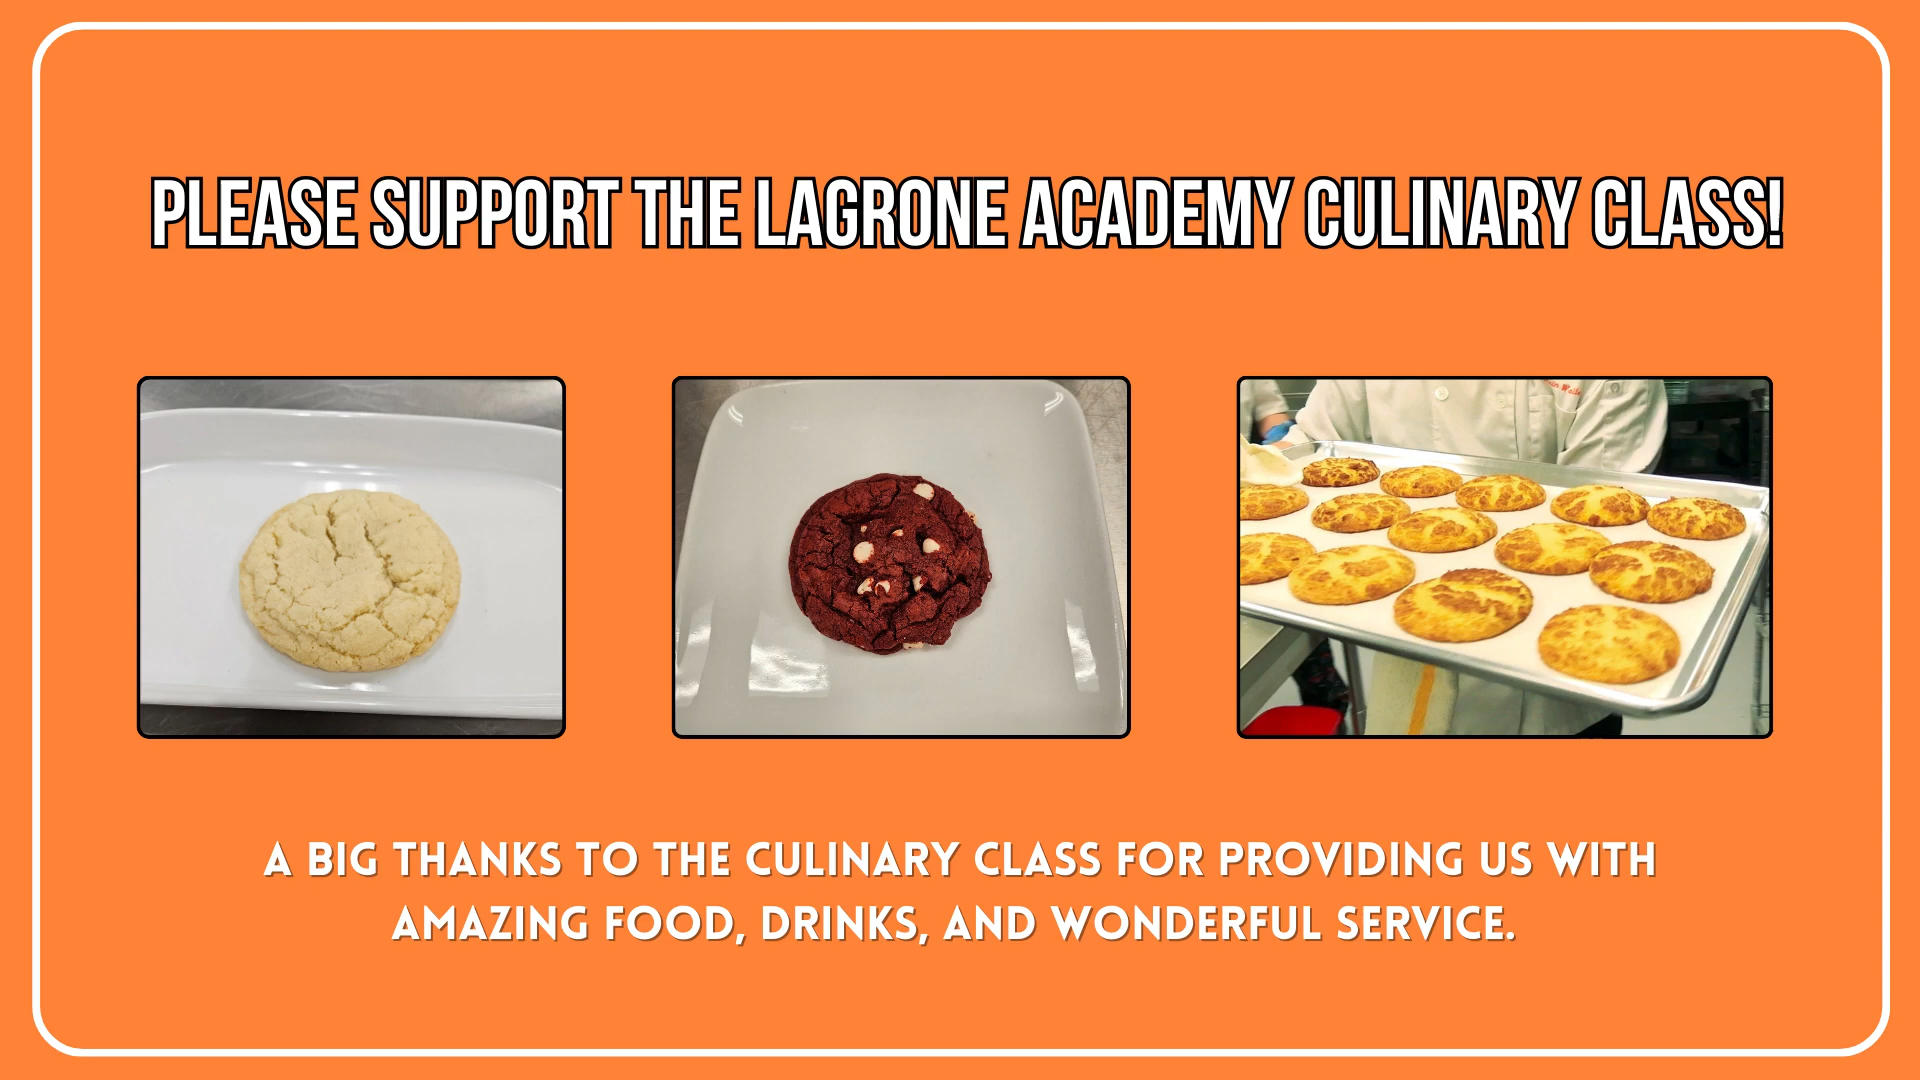 PLEASE SUPPORT THE LAGRONE ACADEMY CULINARY CLASS!
A BIG THANKS TO THE CULINARY CLASS FOR PROVIDING US WITH
AMAZING FOOD, DRINKS, AND WONDERFUL SERVICE.